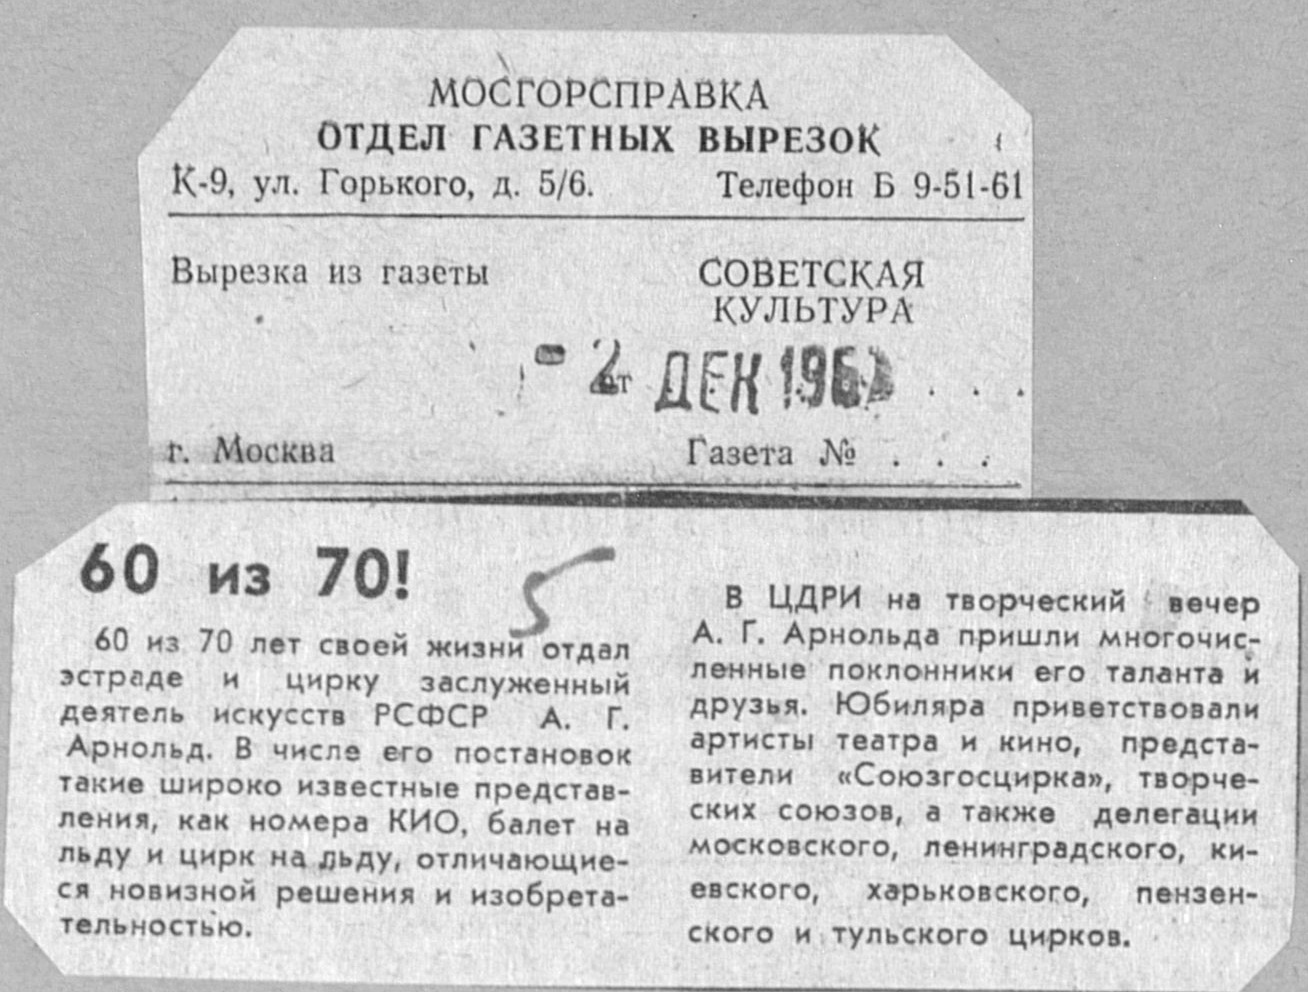 МОСГОРСПРАВКА
ОТДЕЛ ГАЗЕТНЫХ ВЫРЕЗОК
К-9, ул. Горького, д. 5/6. Телефон Б 9-51-61
Вырезка из газеты СОВЕТСКАЯ
КУЛЬТУРА
- 2 ДЕК
г. Москва Газета № . . .
60 из 70!
5
60 из 70 лет своей жизни отдал
эстраде и цирку заслуженный
деятель искусств РСФСР А. Г.
Арнольд. В числе его постановок
такие широко известные представ-
ления, как номера КИО, балет на
льду и цирк на льду, отличающие-
ся новизной решения и изобрета-
тельностью.
В ЦДРИ на творческий вечер
А. Г. Арнольда пришли многочис-
ленные поклонники его таланта и
друзья. Юбиляра приветствовали
артисты театра и кино, предста-
вители «Союзгосцирка», творче-
ских союзов, а также делегации
московского, ленинградского, ки-
евского, харьковского, пензен-
ского и тульского цирков.